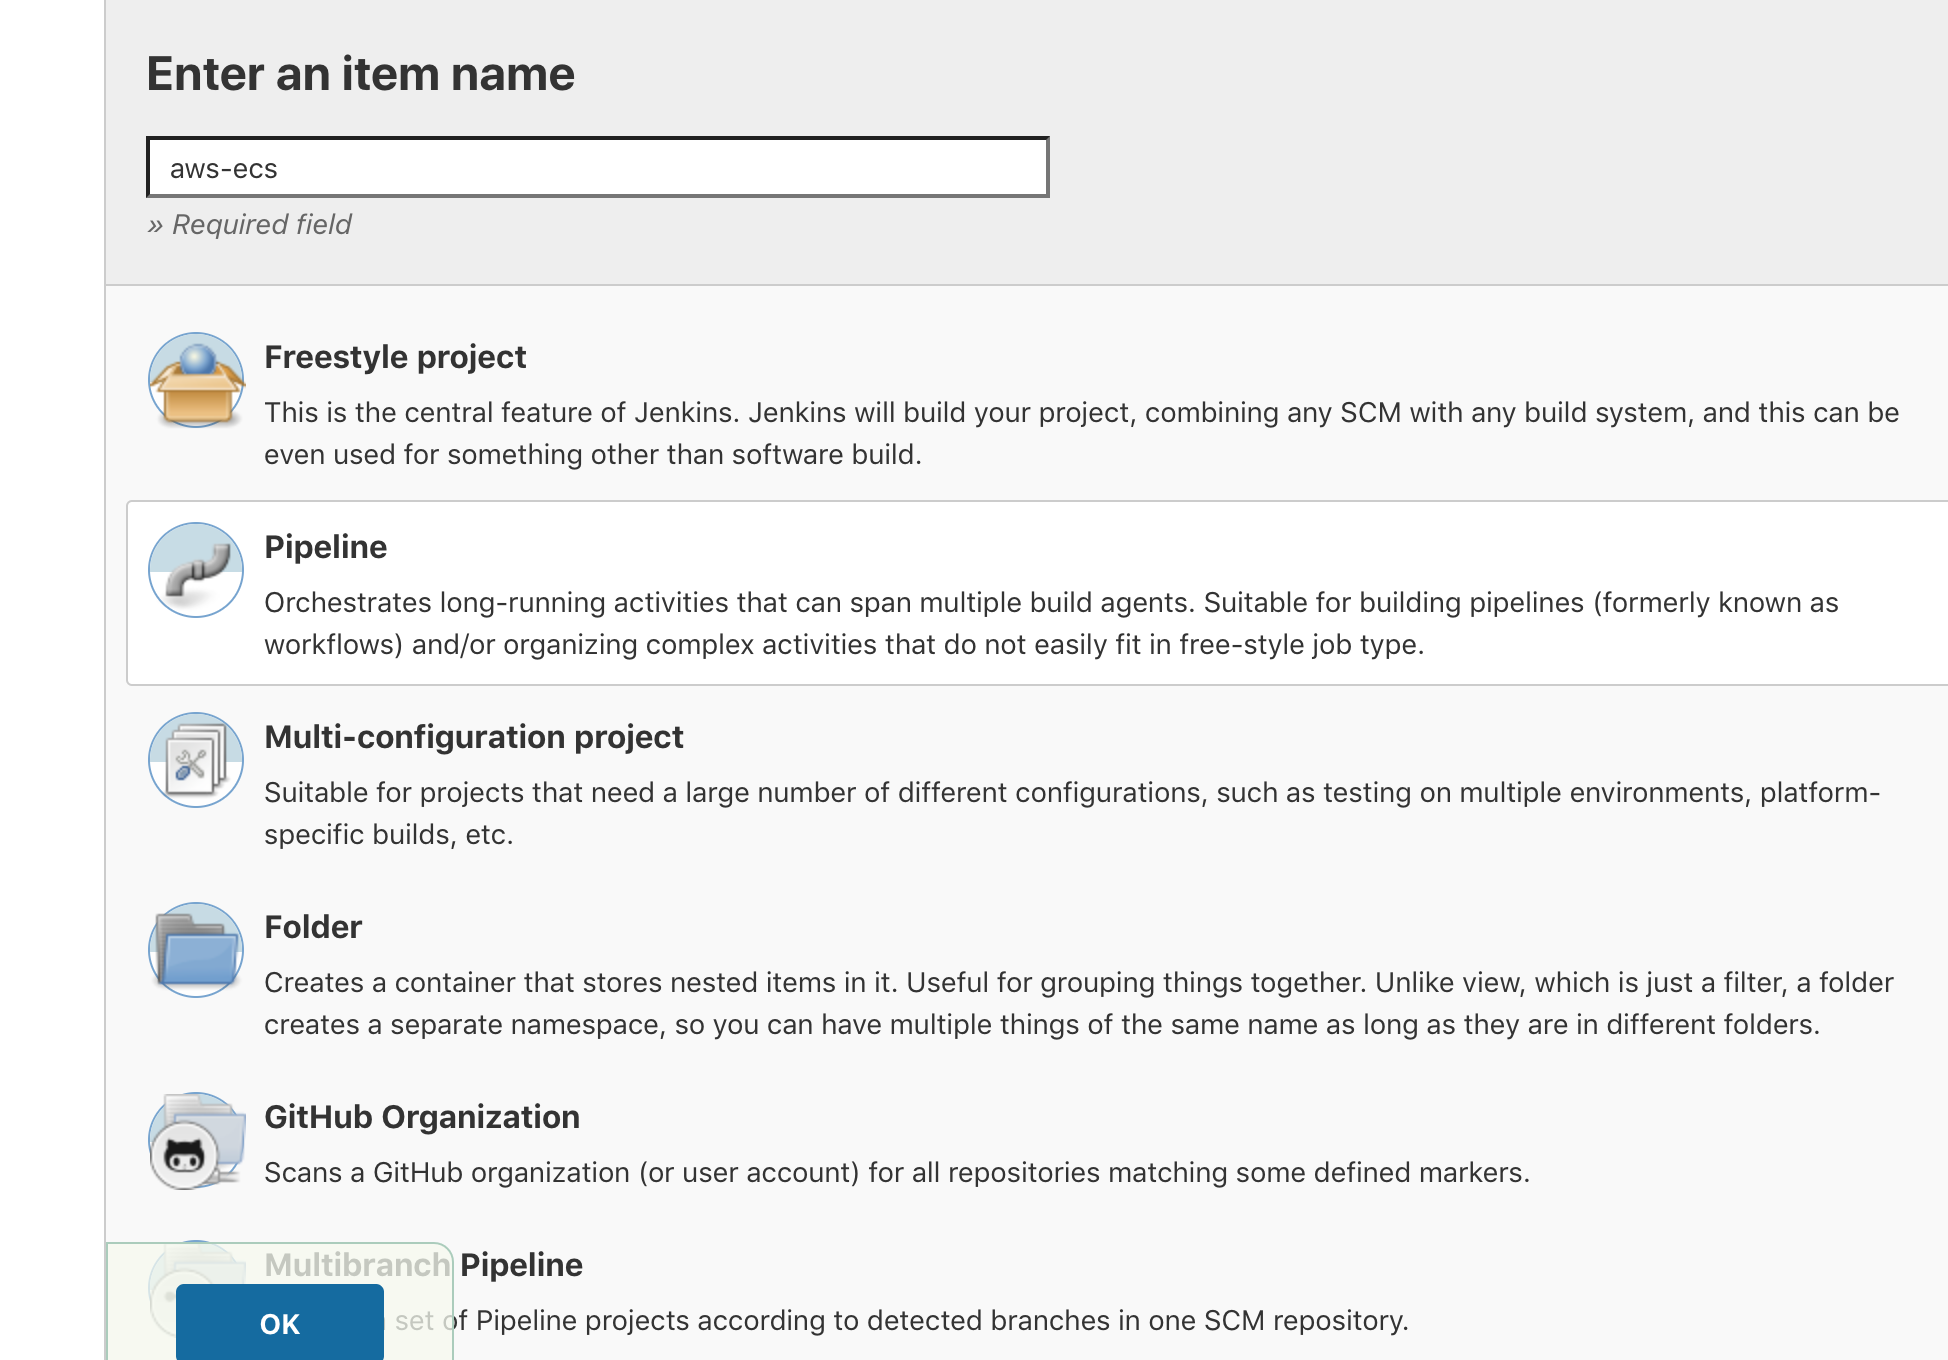 Enter an item name
aws-ecs
» Required field
Freestyle project
This is the central feature of Jenkins. Jenkins will build your project, combining any SCM with any build system, and this can be
even used for something other than software build.
Pipeline
Orchestrates long-running activities that can span multiple build agents. Suitable for building pipelines (formerly known as
workflows) and/or organizing complex activities that do not easily fit in free-style job type.
Multi-configuration project
Suitable for projects that need a large number of different configurations, such as testing on multiple environments, platform-
specific builds, etc.
Folder
Creates a container that stores nested items in it. Useful for grouping things together. Unlike view, which is just a filter, a folder
creates a separate namespace, so you can have multiple things of the same name as long as they are in different folders.
GitHub Organization
Scans a GitHub organization (or user account) for all repositories matching some defined markers.
Multibranch Pipeline
set of Pipeline projects according to detected branches in one SCM repository.
OK